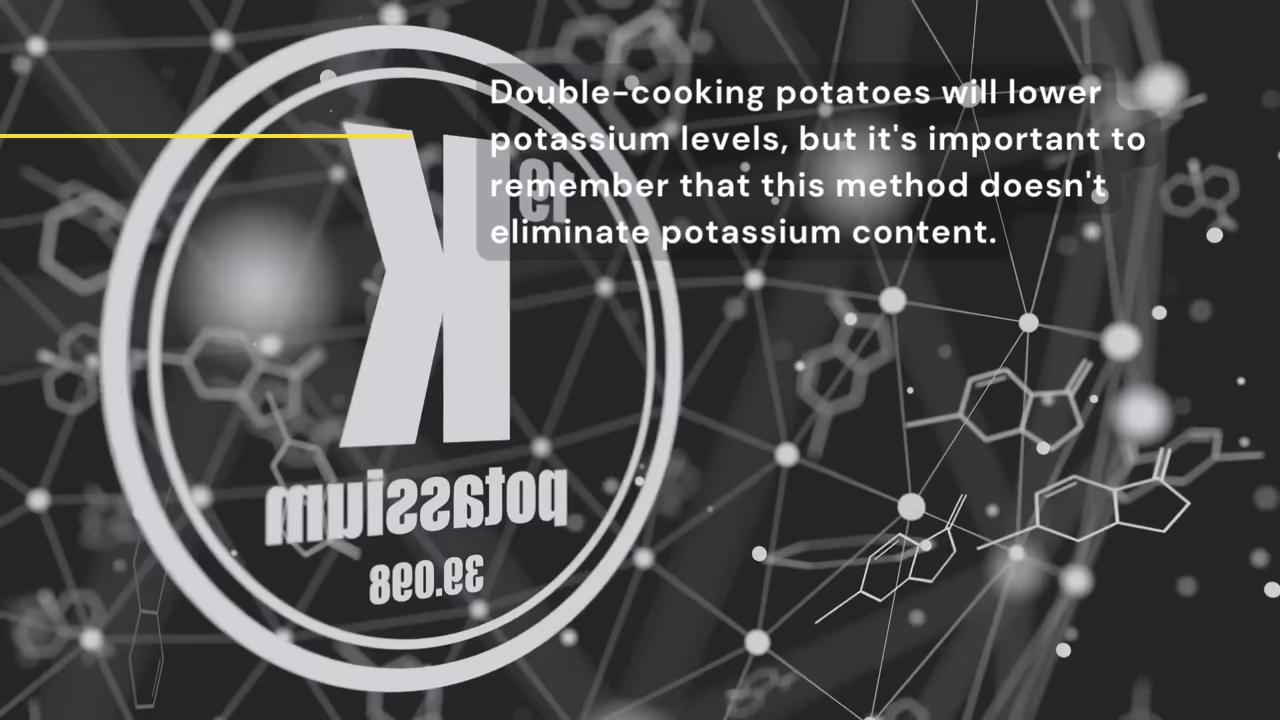 Double-cooking potatoes will lower
potassium levels, but it's important to
remember that this method doesn't
eliminate potassium content.
19
K
potassium
39.098